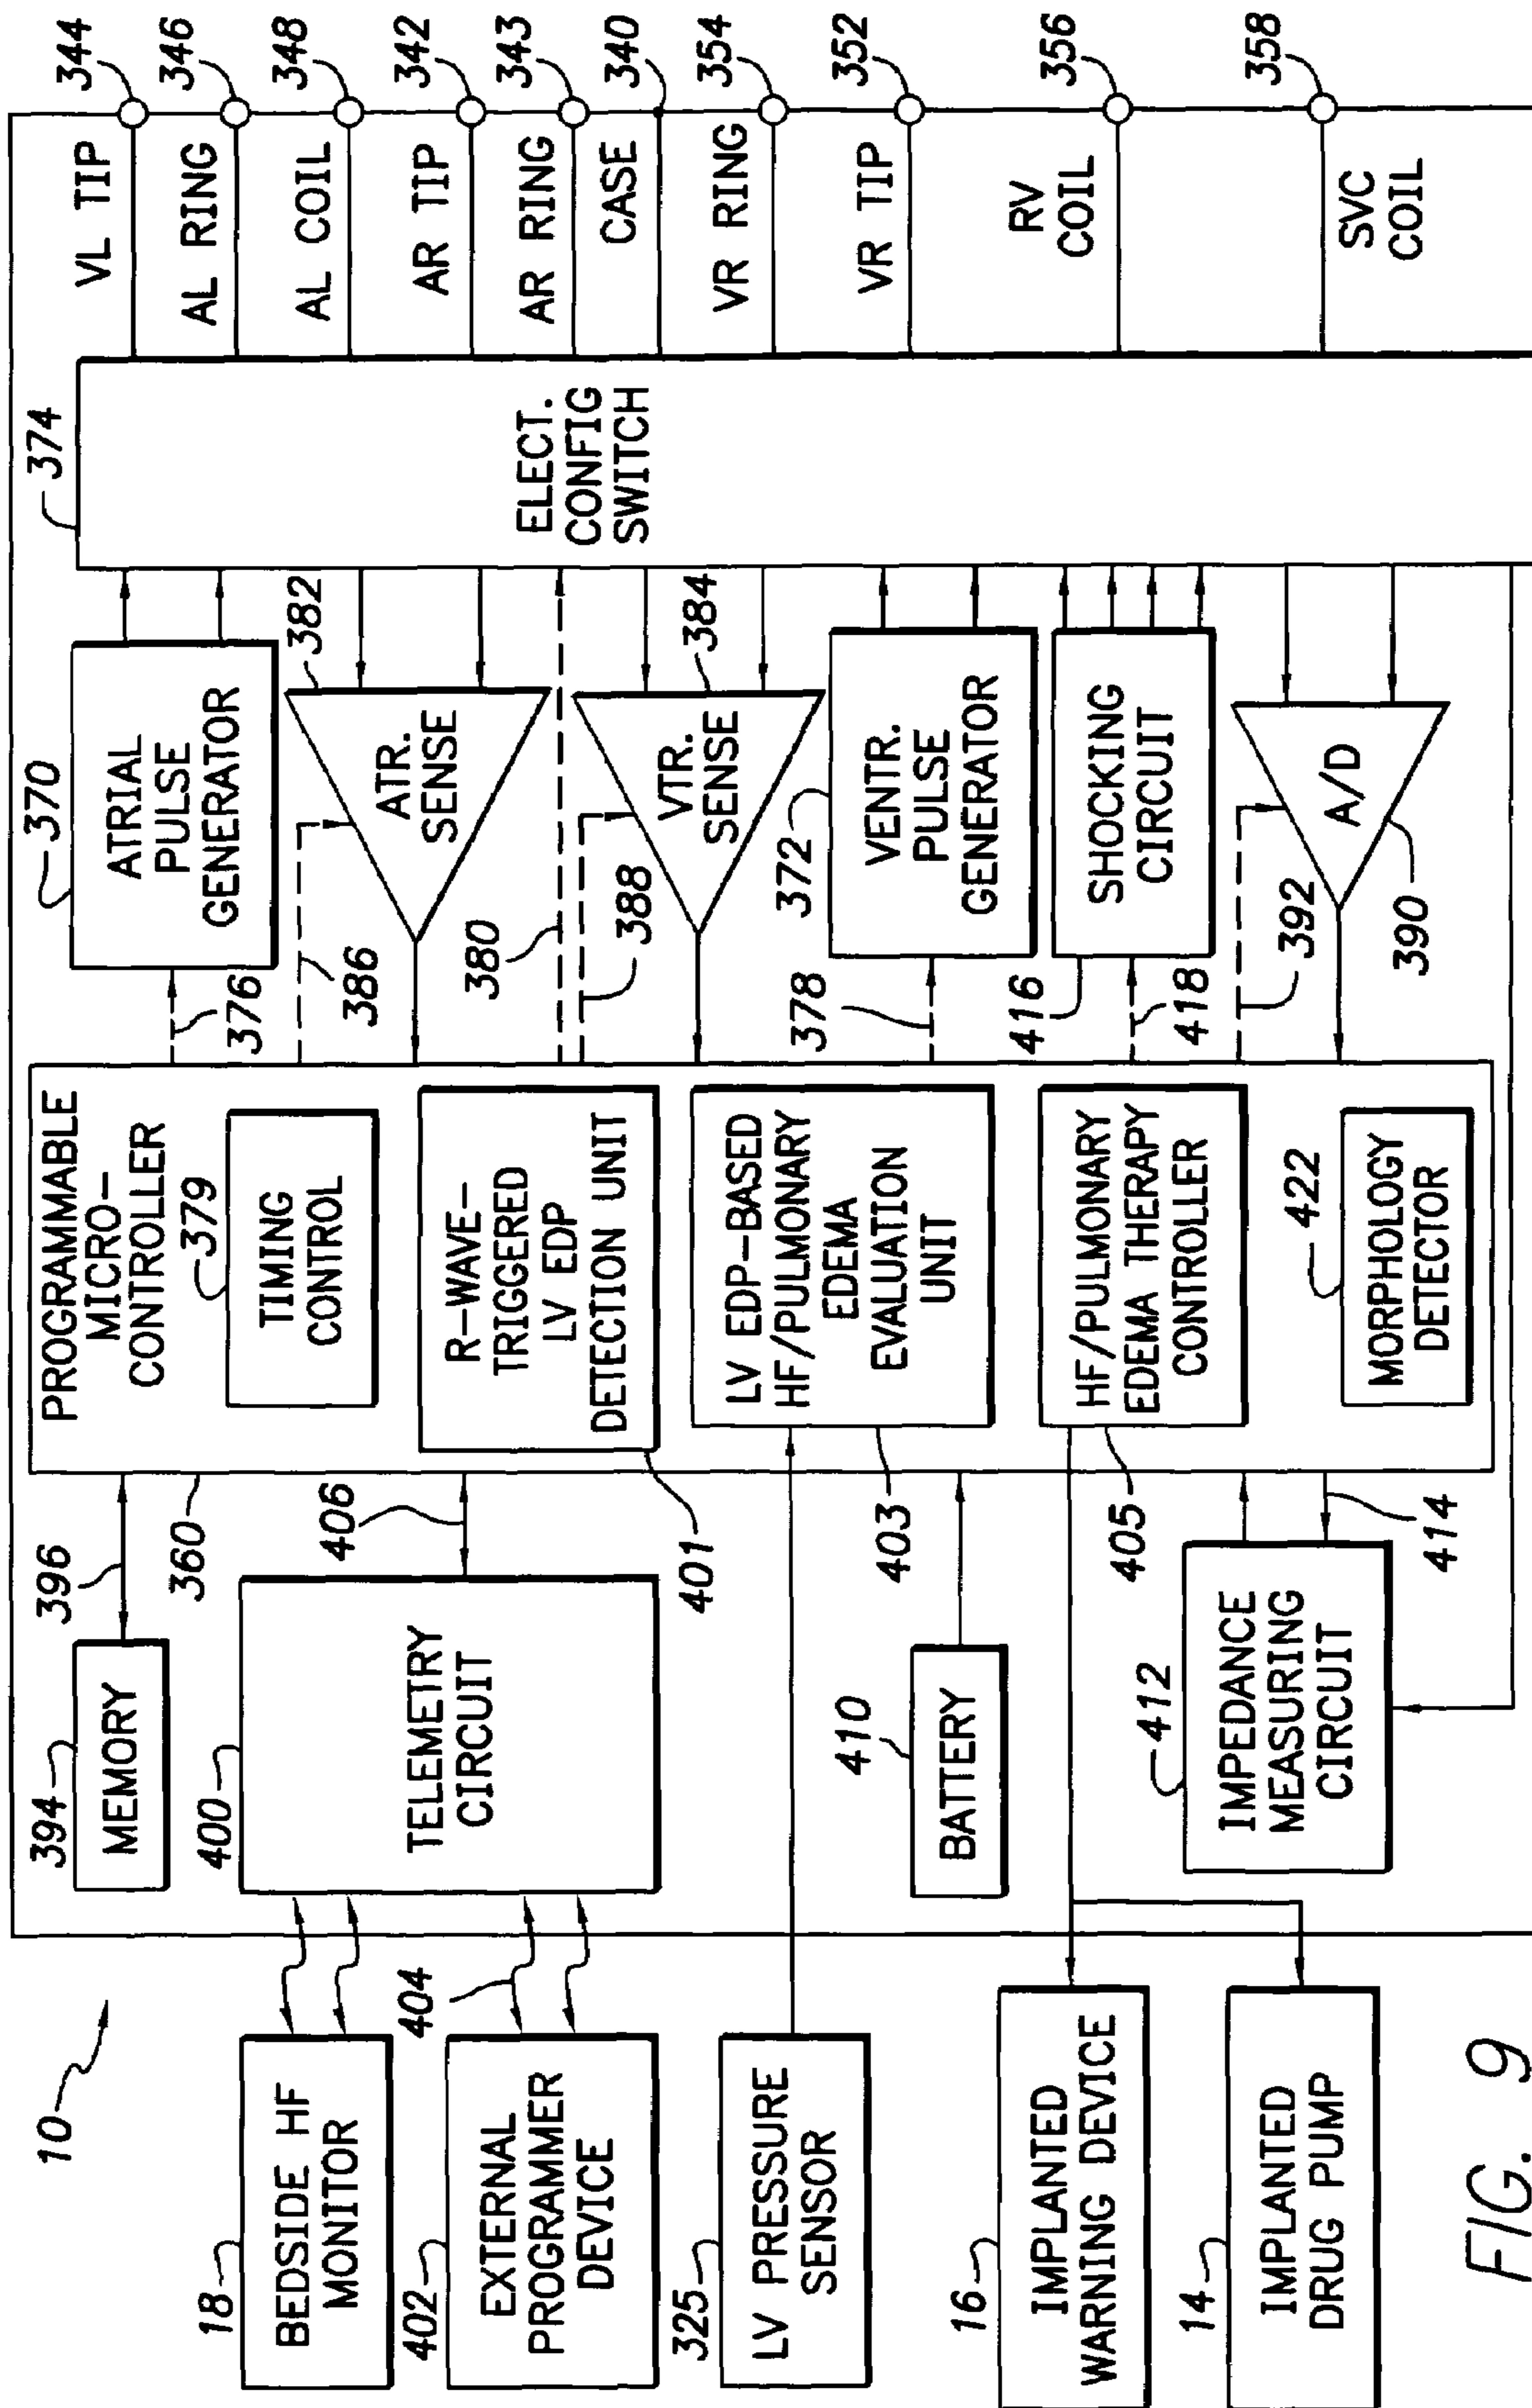 10
18
BEDSIDE HF
MONITOR
402
EXTERNAL
PROGRAMMER
DEVICE
404
325
LV PRESSURE
SENSOR
16
IMPLANTED
WARNING DEVICE
14
IMPLANTED
DRUG PUMP
394
MEMORY
396
360
400
TELEMETRY
CIRCUIT
406
401
410
BATTERY
403
405
412
IMPEDANCE
MEASURING
CIRCUIT
414
PROGRAMMABLE
MICRO-
CONTROLLER
379
TIMING
CONTROL
R-WAVE-
TRIGGERED
LV EDP
DETECTION UNIT
LV EDP-BASED
HF/PULMONARY
EDEMA
EVALUATION
UNIT
HF/PULMONARY
EDEMA THERAPY
CONTROLLER
422
MORPHOLOGY
DETECTOR
370
ATRIAL
PULSE
GENERATOR
376
386
382
ATR.
SENSE
380
388
384
VTR.
SENSE
372
VENTR.
PULSE
GENERATOR
378
416
SHOCKING
CIRCUIT
418
392
A/D
390
374
ELECT.
CONFIG
SWITCH
VL TIP
344
AL RING
346
AL COIL
348
AR TIP
342
AR RING
343
CASE
340
VR RING
354
VR TIP
352
RV
COIL
356
SVC
COIL
358
FIG. 9